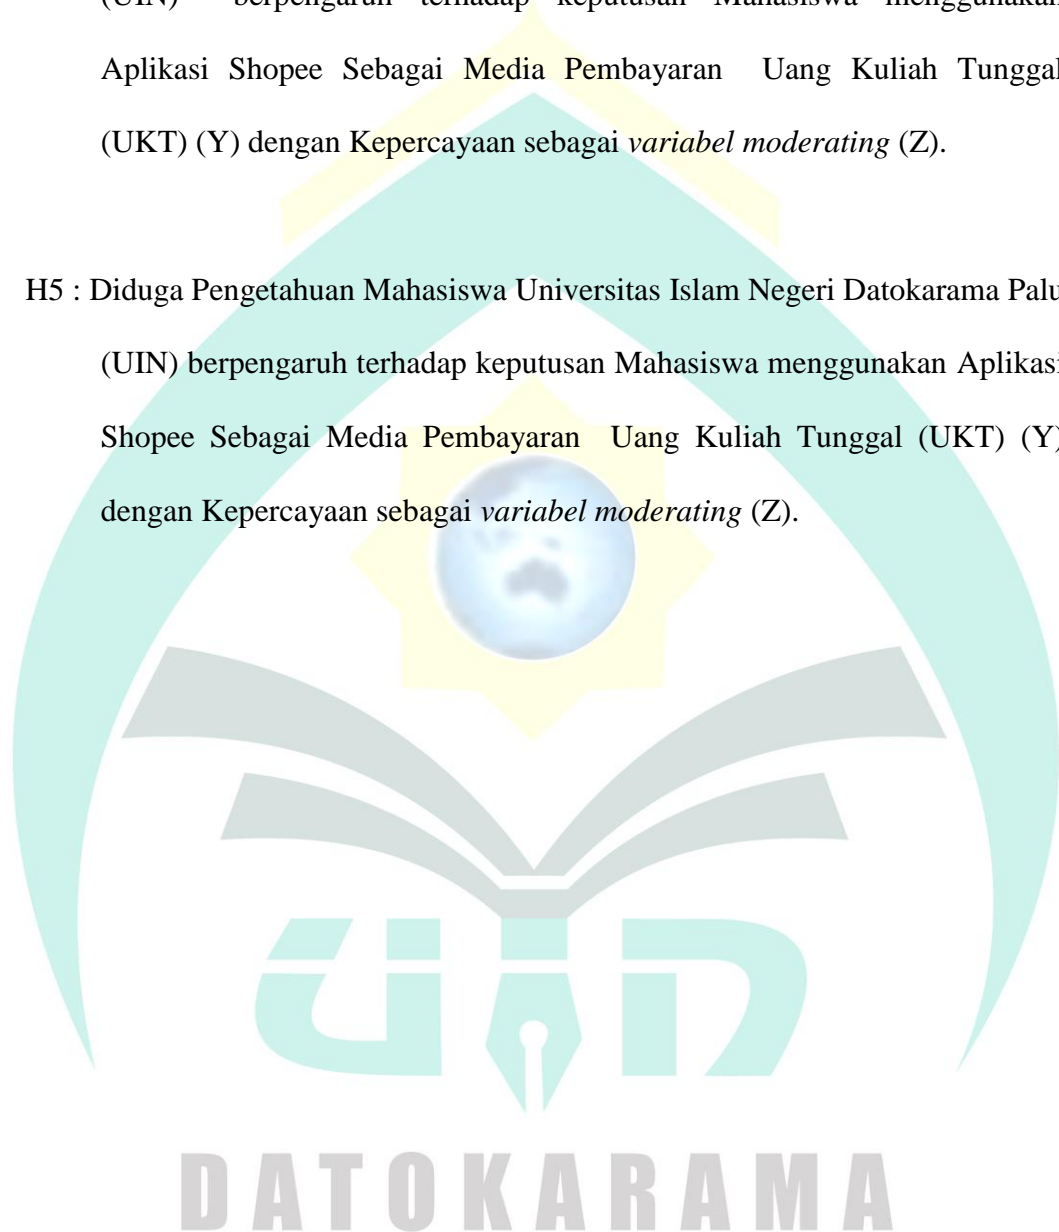 (UIN) berpengaruh terhadap keputusan Mahasiswa menggunakan
Aplikasi Shopee Sebagai Media Pembayaran Uang Kuliah Tunggal
(UKT) (Y) dengan Kepercayaan sebagai variabel moderating (Z).
H5 : Diduga Pengetahuan Mahasiswa Universitas Islam Negeri Datokarama Palu
(UIN) berpengaruh terhadap keputusan Mahasiswa menggunakan Aplikasi
Shopee Sebagai Media Pembayaran Uang Kuliah Tunggal (UKT) (Y)
dengan Kepercayaan sebagai variabel moderating (Z).
UIN
DATOKARAMA